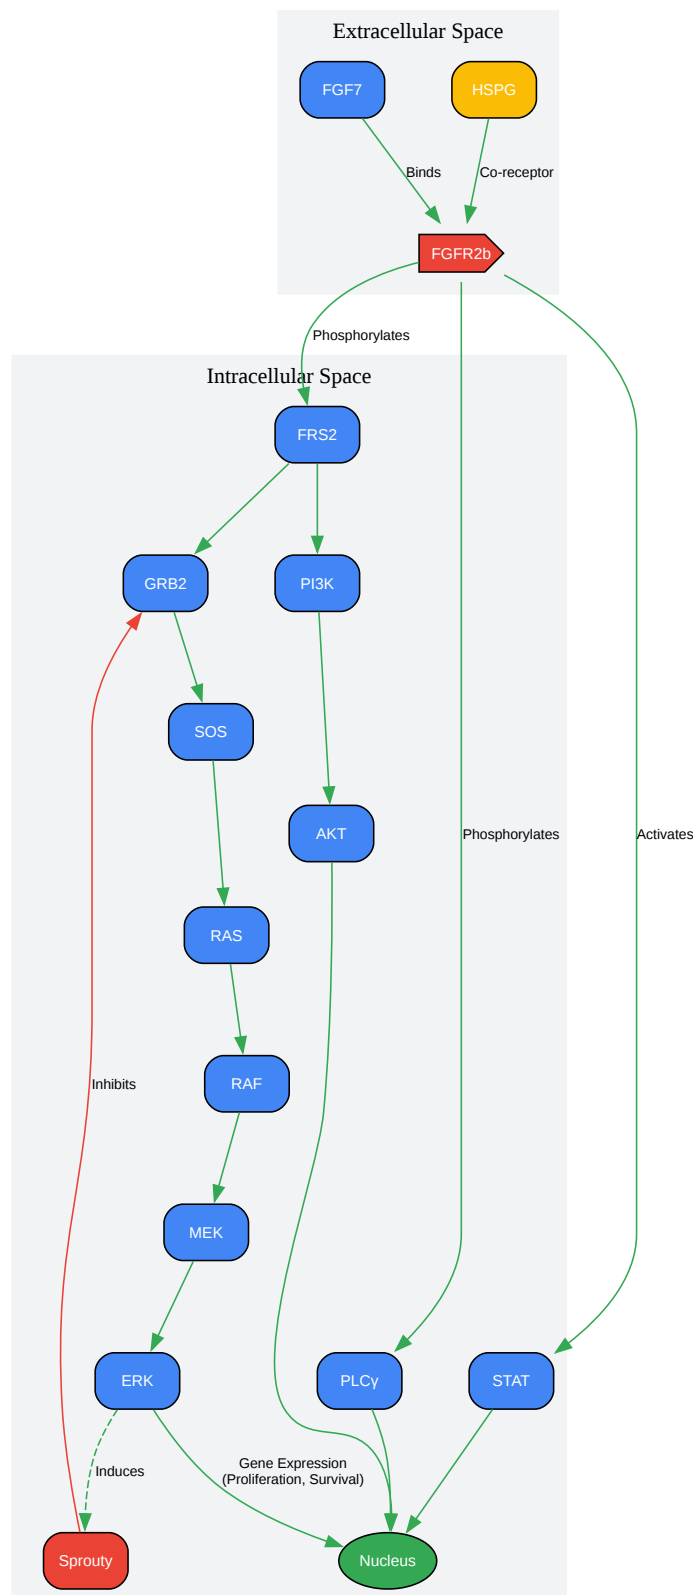 Extracellular Space
FGF7
HSPG
Binds
Co-receptor
FGFR2b
Phosphorylates
Intracellular Space
FRS2
GRB2
PI3K
SOS
AKT
Phosphorylates
Activates
RAS
RAF
Inhibits
MEK
ERK
PLCγ
STAT
Induces
Gene Expression
(Proliferation, Survival)
Sprouty
Nucleus